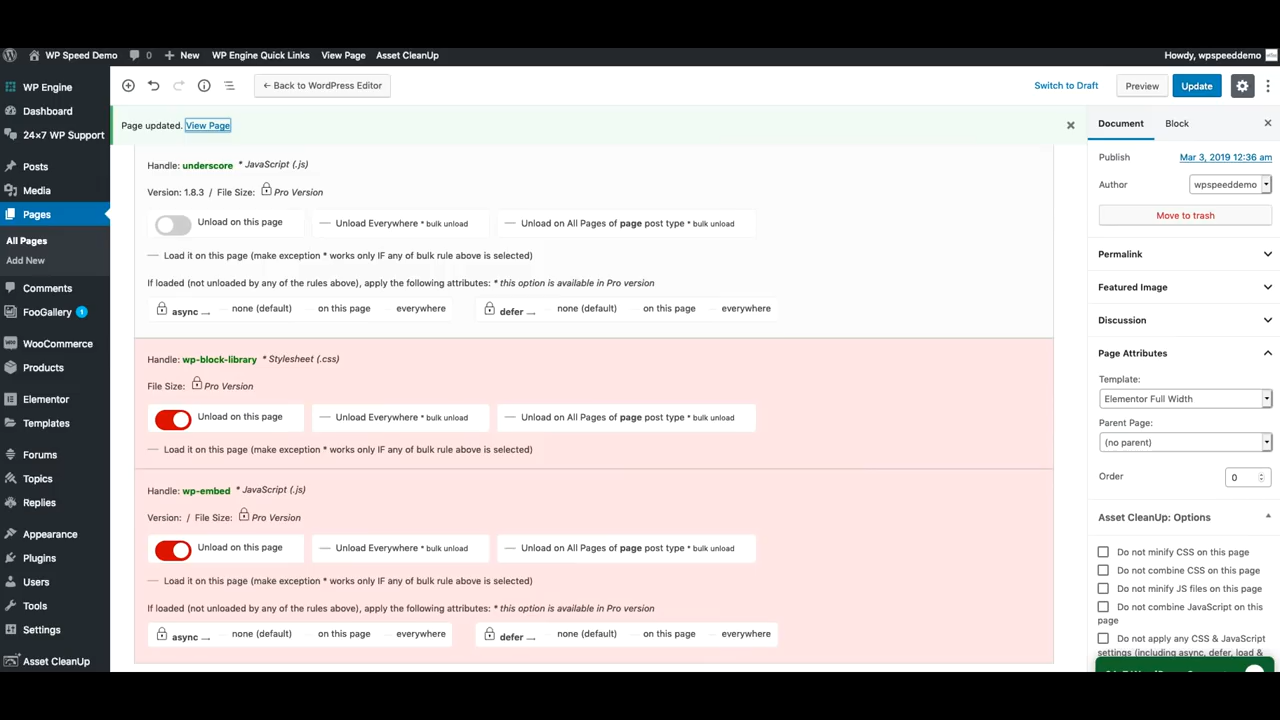 WP Speed Demo 0 New WP Engine Quick Links View Page Asset CleanUp Howdy, wpspeeddemo
WP Engine
Dashboard
24×7 WP Support
Posts
Media
Pages
All Pages
Add New
Comments
FooGallery 1
WooCommerce
Products
Elementor
Templates
Forums
Topics
Replies
Appearance
Plugins
Users
Tools
Settings
Asset CleanUp
← Back to WordPress Editor
Switch to Draft Preview Update
Page updated. View Page
Handle: underscore * JavaScript (.js)
Version: 1.8.3 / File Size: Pro Version
Unload on this page — Unload Everywhere * bulk unload — Unload on All Pages of page post type * bulk unload
— Load it on this page (make exception * works only IF any of bulk rule above is selected)
If loaded (not unloaded by any of the rules above), apply the following attributes: * this option is available in Pro version
async → none (default) on this page everywhere defer → none (default) on this page everywhere
Handle: wp-block-library * Stylesheet (.css)
File Size: Pro Version
Unload on this page — Unload Everywhere * bulk unload — Unload on All Pages of page post type * bulk unload
— Load it on this page (make exception * works only IF any of bulk rule above is selected)
Handle: wp-embed * JavaScript (.js)
Version: / File Size: Pro Version
Unload on this page — Unload Everywhere * bulk unload — Unload on All Pages of page post type * bulk unload
— Load it on this page (make exception * works only IF any of bulk rule above is selected)
If loaded (not unloaded by any of the rules above), apply the following attributes: * this option is available in Pro version
async → none (default) on this page everywhere defer → none (default) on this page everywhere
Document Block
Publish Mar 3, 2019 12:36 am
Author wpspeeddemo
Move to trash
Permalink
Featured Image
Discussion
Page Attributes
Template:
Elementor Full Width
Parent Page:
(no parent)
Order 0
Asset CleanUp: Options
Do not minify CSS on this page
Do not combine CSS on this page
Do not minify JS files on this page
Do not combine JavaScript on this
page
Do not apply any CSS & JavaScript
settings (including async, defer, load &